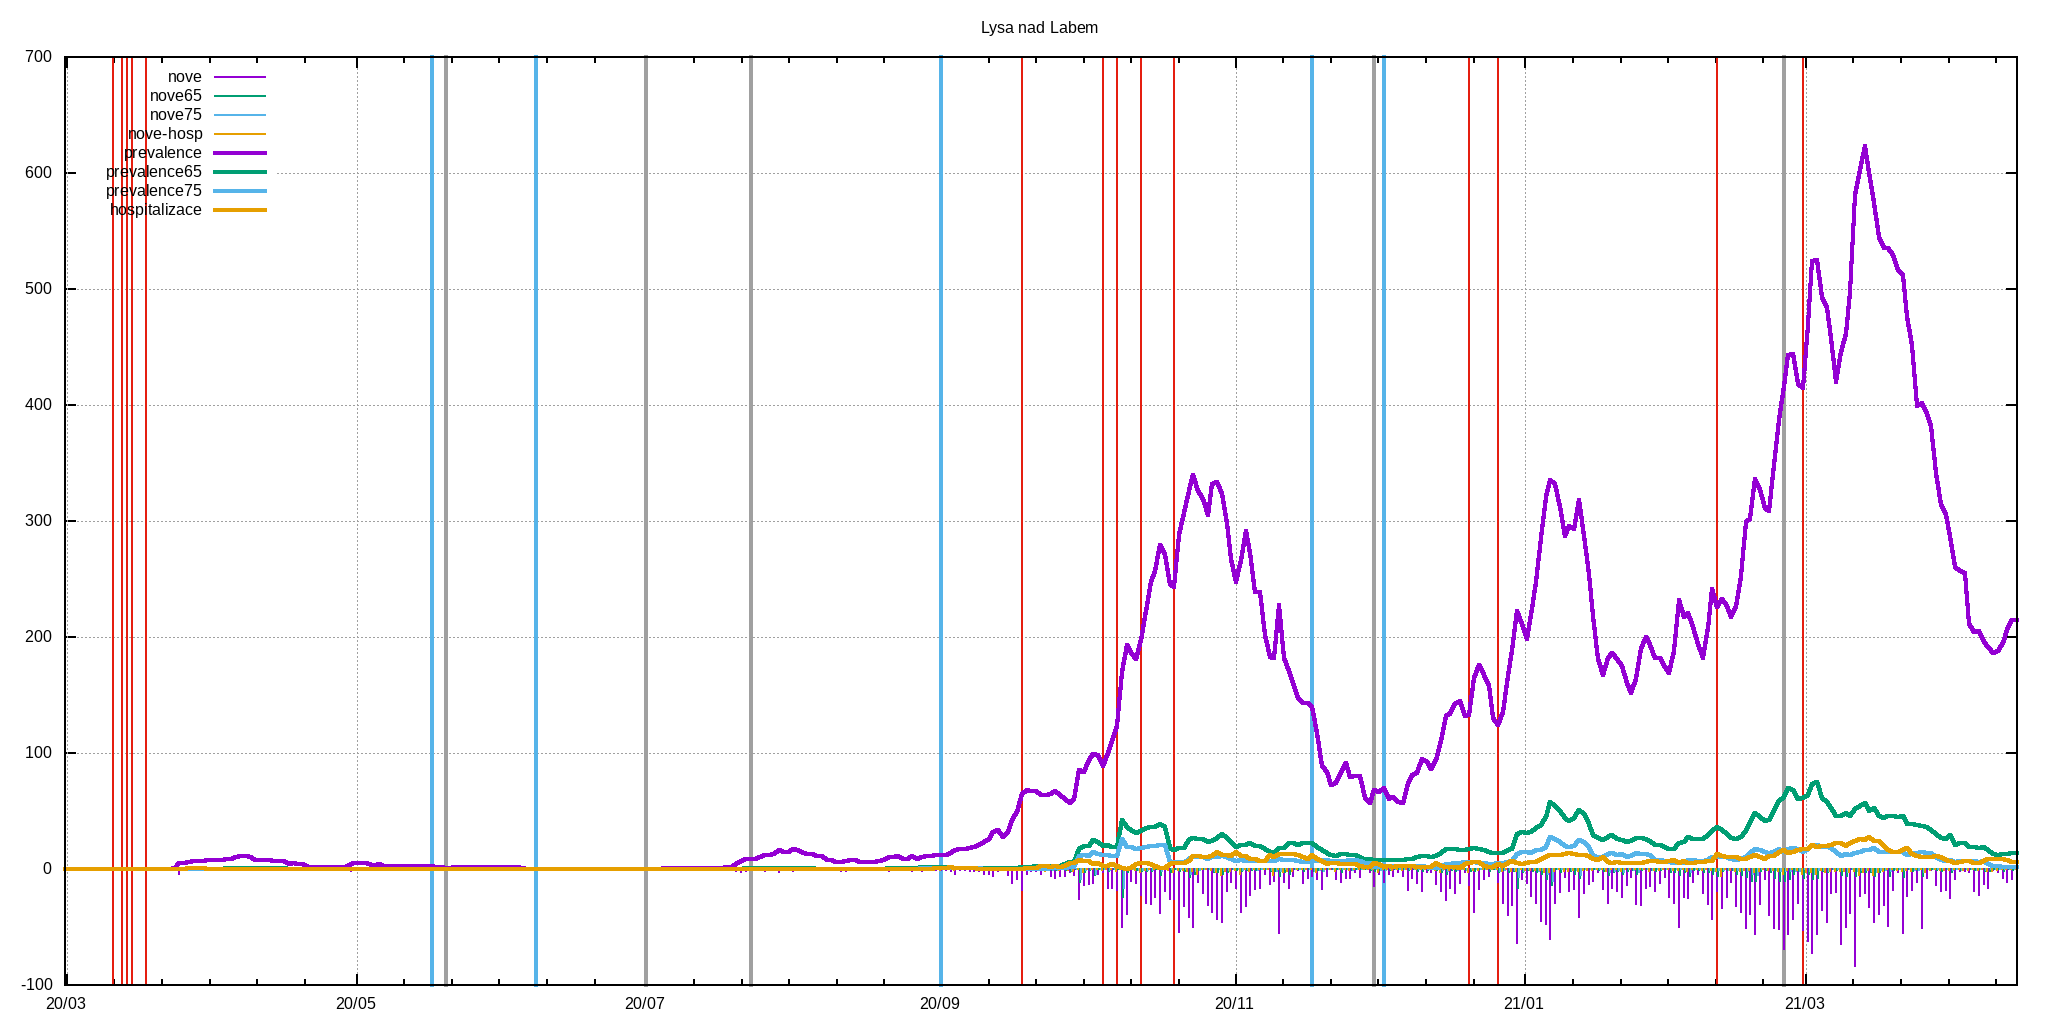 Lysa nad Labem
700
600
500
400
300
200
100
0
-100
nove
nove65
nove75
nove-hosp
prevalence
prevalence65
prevalence75
hospitalizace
20/03 20/05 20/07 20/09 20/11 21/01 21/03